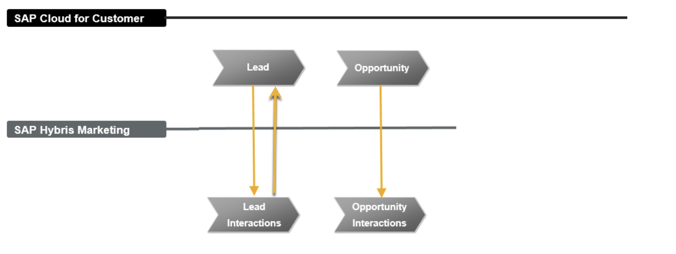 SAP Cloud for Customer
Lead
Opportunity
SAP Hybris Marketing
Lead
Interactions
Opportunity
Interactions